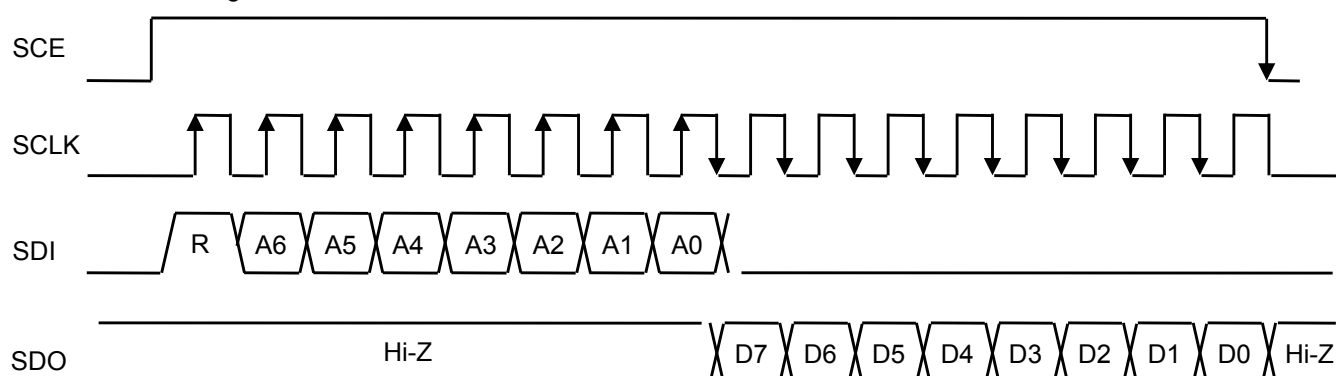 SCE
SCLK
SDI R A6 A5 A4 A3 A2 A1 A0
SDO Hi-Z D7 D6 D5 D4 D3 D2 D1 D0 Hi-Z